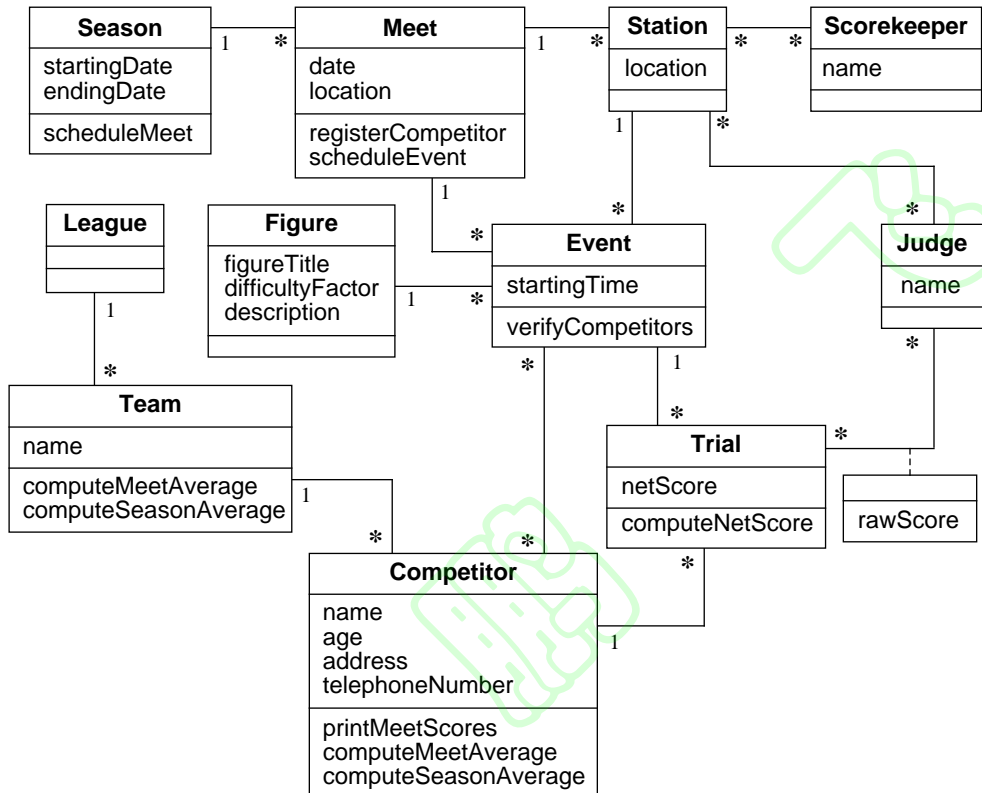 Season
startingDate
endingDate
scheduleMeet
1
*
Meet
date
location
registerCompetitor
scheduleEvent
1
*
Station
location
*
*
Scorekeeper
name
1
*
*
*
1
*
League
1
*
Figure
figureTitle
difficultyFactor
description
1
*
Event
startingTime
verifyCompetitors
*
*
1
*
Judge
name
*
*
Team
name
computeMeetAverage
computeSeasonAverage
1
*
Trial
netScore
computeNetScore
*
rawScore
Competitor
name
age
address
telephoneNumber
printMeetScores
computeMeetAverage
computeSeasonAverage
1